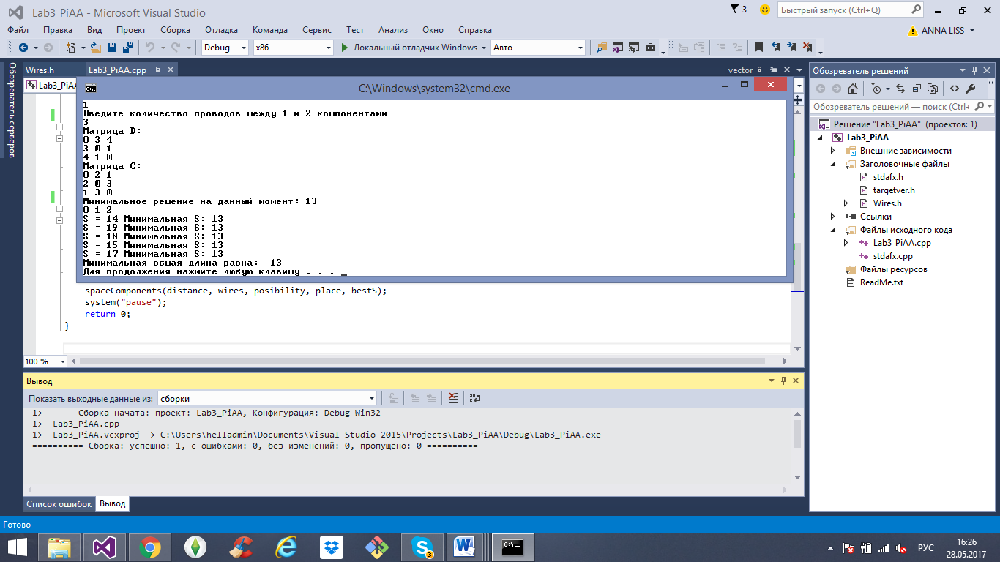 Lab3_PiAA - Microsoft Visual Studio
3
Быстрый запуск (Ctrl+Q)
Файл Правка Вид Проект Сборка Отладка Команда Сервис Тест Анализ Окно Справка
ANNA LISS
Debug x86 Локальный отладчик Windows Авто
Обозреватель серверов
Wires.h Lab3_PiAA.cpp vector
Lab3_PiAA
C:\Windows\system32\cmd.exe
1
Введите количество проводов между 1 и 2 компонентами
3
Матрица D:
0 3 4
3 0 1
4 1 0
Матрица C:
0 2 1
2 0 3
1 3 0
Минимальное решение на данный момент: 13
0 1 2
S = 14 Минимальная S: 13
S = 19 Минимальная S: 13
S = 18 Минимальная S: 13
S = 15 Минимальная S: 13
S = 17 Минимальная S: 13
Минимальная общая длина равна:  13
Для продолжения нажмите любую клавишу . . .
spaceComponents(distance, wires, posibility, place, bestS);
system("pause");
return 0;
}
100 %
Вывод
Показать выходные данные из: сборки
1>------ Сборка начата: проект: Lab3_PiAA, Конфигурация: Debug Win32 ------
1>  Lab3_PiAA.cpp
1>  Lab3_PiAA.vcxproj -> C:\Users\helladmin\Documents\Visual Studio 2015\Projects\Lab3_PiAA\Debug\Lab3_PiAA.exe
========== Сборка: успешно: 1, с ошибками: 0, без изменений: 0, пропущено: 0 ==========
Список ошибок Вывод
Обозреватель решений
Обозреватель решений — поиск (Ctrl+
Решение "Lab3_PiAA" (проектов: 1)
Lab3_PiAA
Внешние зависимости
Заголовочные файлы
stdafx.h
targetver.h
Wires.h
Ссылки
Файлы исходного кода
Lab3_PiAA.cpp
stdafx.cpp
Файлы ресурсов
ReadMe.txt
Готово
3
РУС
16:26
28.05.2017